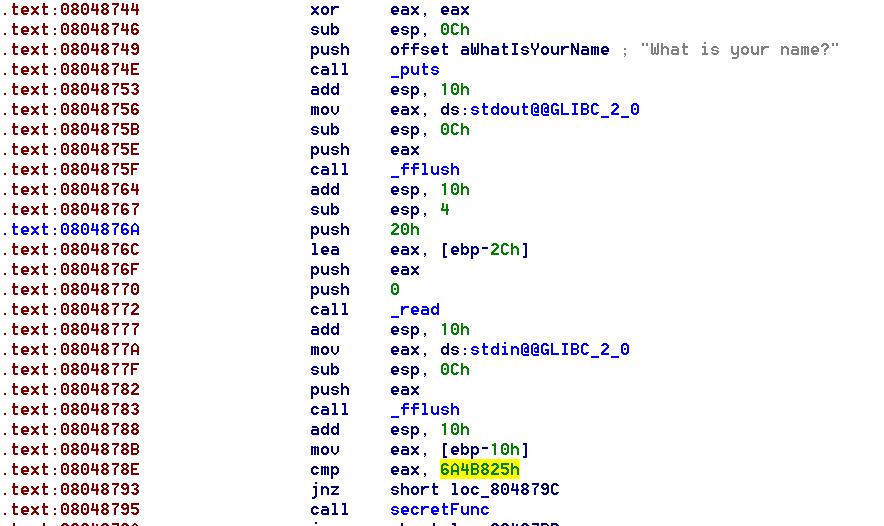 .text:08048744 xor eax, eax
.text:08048746 sub esp, 0Ch
.text:08048749 push offset aWhatIsYourName ; "What is your name?"
.text:0804874E call _puts
.text:08048753 add esp, 10h
.text:08048756 mov eax, ds:stdout@@GLIBC_2_0
.text:0804875B sub esp, 0Ch
.text:0804875E push eax
.text:0804875F call _fflush
.text:08048764 add esp, 10h
.text:08048767 sub esp, 4
.text:0804876A push 20h
.text:0804876C lea eax, [ebp-2Ch]
.text:0804876F push eax
.text:08048770 push 0
.text:08048772 call _read
.text:08048777 add esp, 10h
.text:0804877A mov eax, ds:stdin@@GLIBC_2_0
.text:0804877F sub esp, 0Ch
.text:08048782 push eax
.text:08048783 call _fflush
.text:08048788 add esp, 10h
.text:0804878B mov eax, [ebp-10h]
.text:0804878E cmp eax, 6A4B825h
.text:08048793 jnz short loc_804879C
.text:08048795 call secretFunc